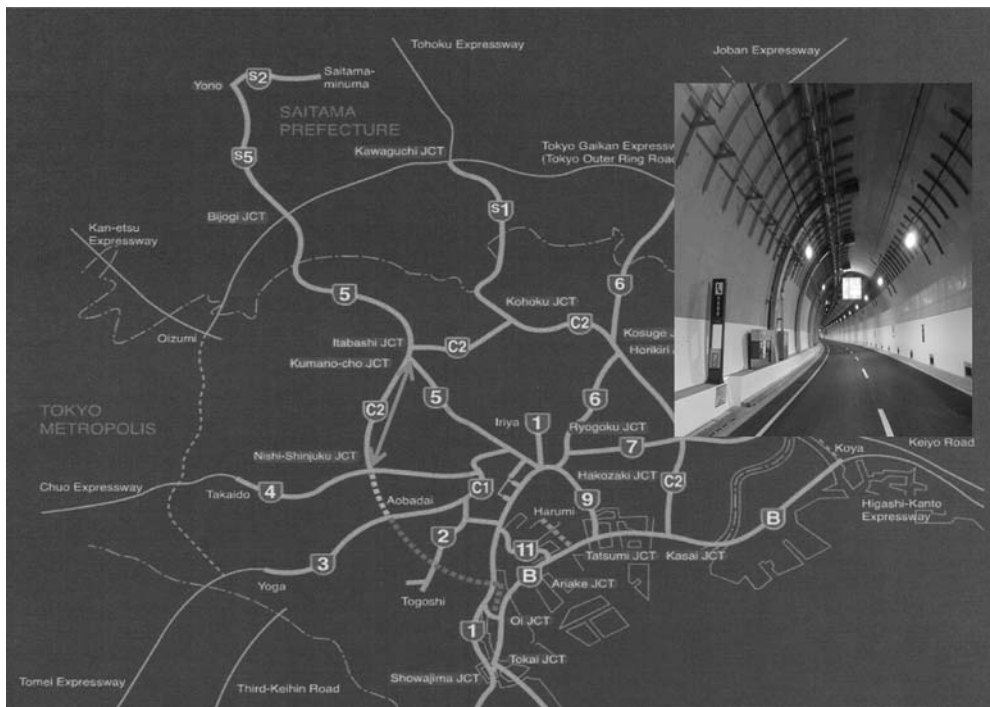 Tohoku Expressway
Joban Expressway
S2
Saitama-
minuma
Yono
SAITAMA
PREFECTURE
S5
Kawaguchi JCT
Tokyo Gaikan Express
(Tokyo Outer Ring Road
S1
Bijogi JCT
Kan-etsu
Expressway
6
5
Kohoku JCT
C2
Oizumi
Itabashi JCT
C2
Kosuge
Kumano-cho JCT
Horikiri
C2
5
6
TOKYO
METROPOLIS
Iriya
1
Ryogoku JCT
7
Keiyo Road
Nishi-Shinjuku JCT
Koya
Chuo Expressway
4
Takaido
C1
Hakozaki JCT
C2
Aobadai
9
Higashi-Kanto
Expressway
Harumi
B
2
3
11
Tatsumi JCT
Kasai JCT
Yoga
B
Ariake JCT
Togoshi
1
Oi JCT
Tokai JCT
Showajima JCT
Tomei Expressway
Third-Keihin Road